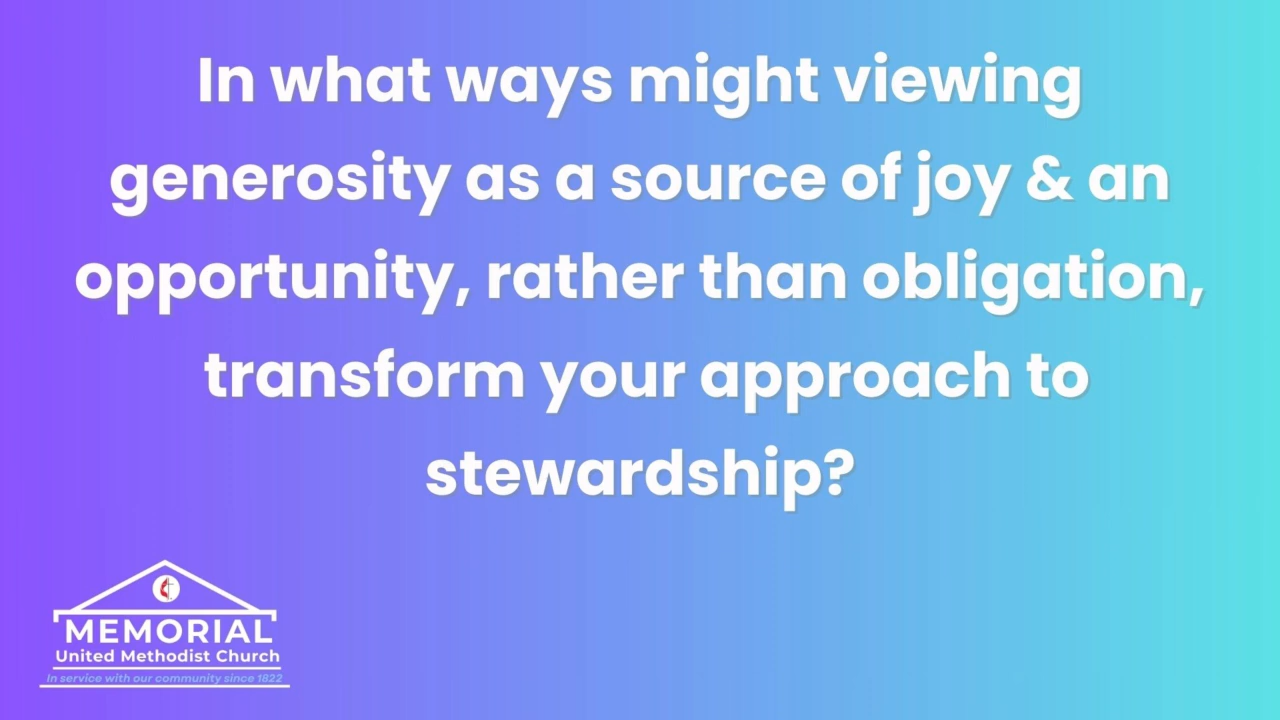 In what ways might viewing
generosity as a source of joy & an
opportunity, rather than obligation,
transform your approach to
stewardship?
MEMORIAL
United Methodist Church
In service with our community since 1822